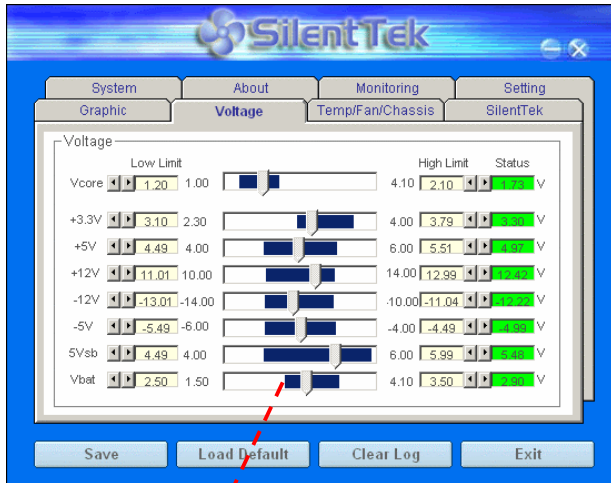 SilentTek
System About Monitoring Setting
Graphic Voltage Temp/Fan/Chassis SilentTek
Voltage
Low Limit High Limit Status
Vcore 1.20 1.00 4.10 2.10 1.73 V
+3.3V 3.10 2.30 4.00 3.79 3.30 V
+5V 4.49 4.00 6.00 5.51 4.97 V
+12V 11.01 10.00 14.00 12.99 12.42 V
-12V -13.01 -14.00 -10.00 -11.04 -12.22 V
-5V -5.49 -6.00 -4.00 -4.49 -4.99 V
5Vsb 4.49 4.00 6.00 5.99 5.48 V
Vbat 2.50 1.50 4.10 3.50 2.90 V
Save Load Default Clear Log Exit